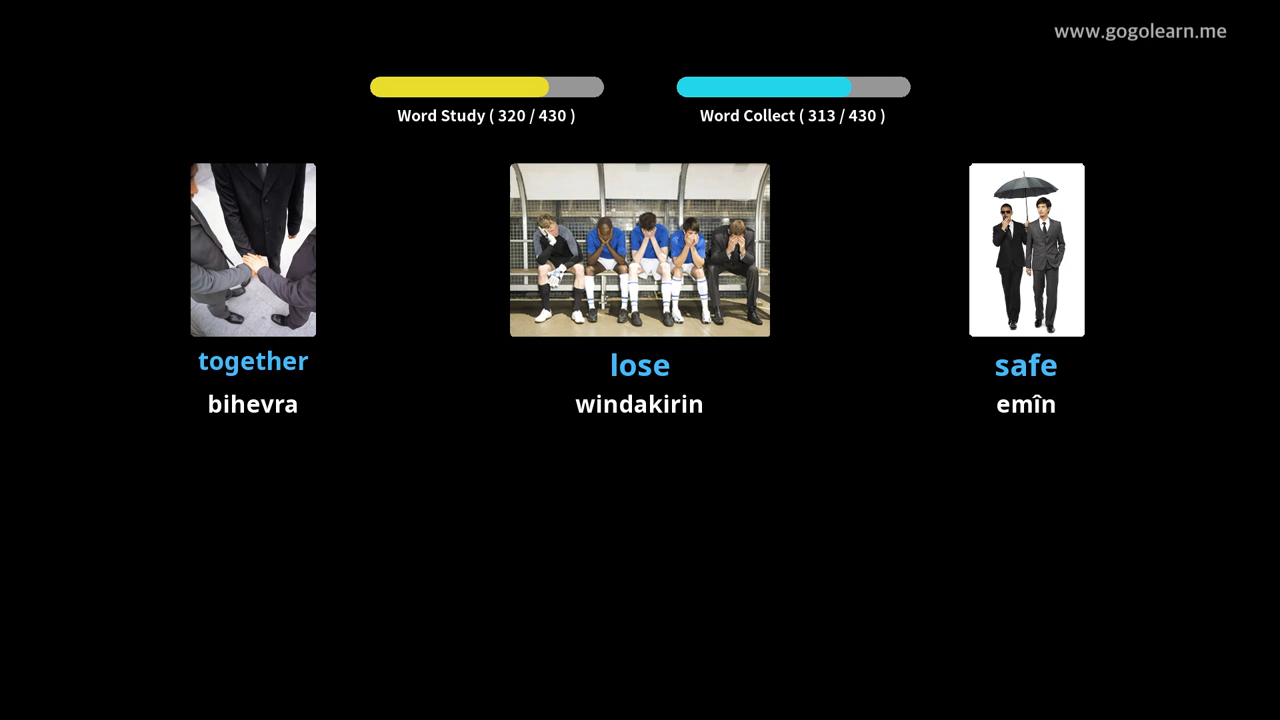 www.gogolearn.me
Word Study ( 320 / 430 )
Word Collect ( 313 / 430 )
together
lose
safe
bihevra
windakirin
emîn